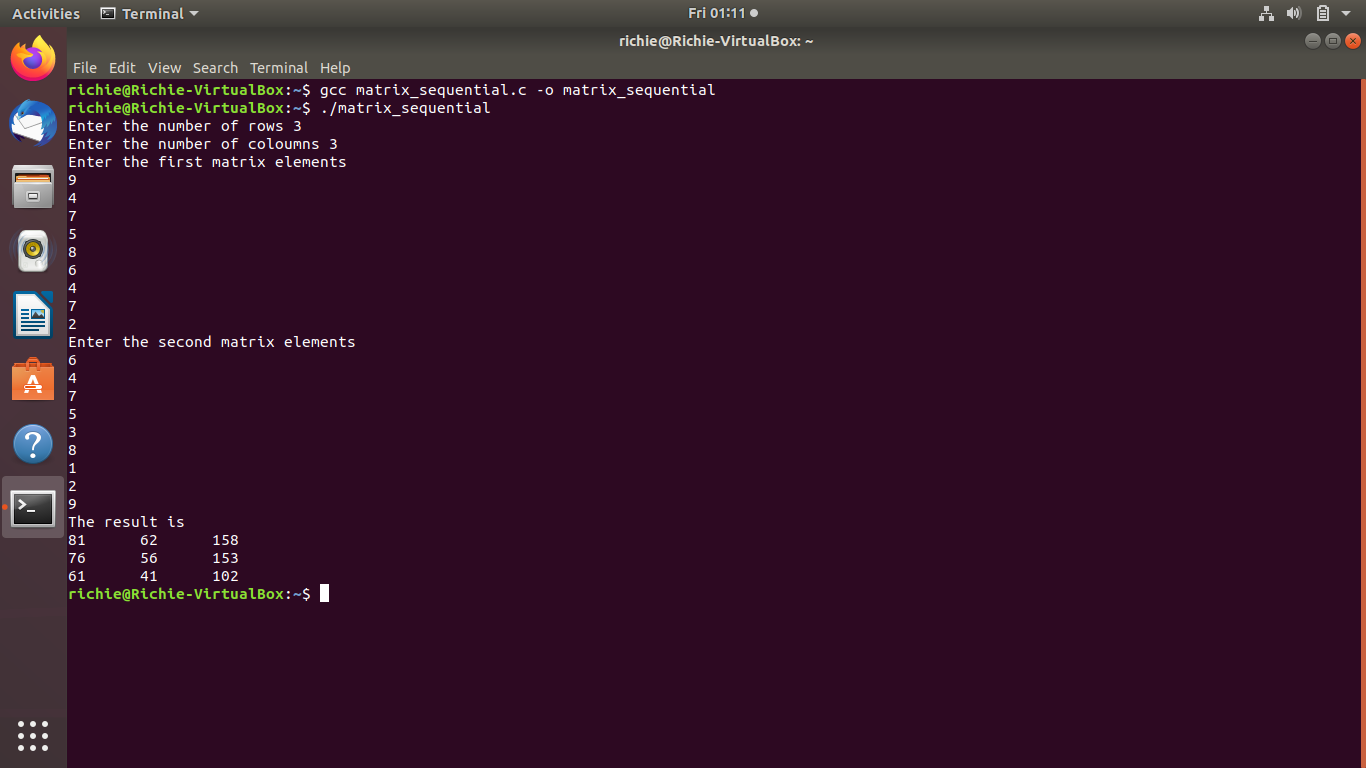 Activities Terminal Fri 01:11
richie@Richie-VirtualBox: ~
File Edit View Search Terminal Help
richie@Richie-VirtualBox:~$ gcc matrix_sequential.c -o matrix_sequential
richie@Richie-VirtualBox:~$ ./matrix_sequential
Enter the number of rows 3
Enter the number of coloumns 3
Enter the first matrix elements
9
4
7
5
8
6
4
7
2
Enter the second matrix elements
6
4
7
5
3
8
1
2
9
The result is
81 62 158
76 56 153
61 41 102
richie@Richie-VirtualBox:~$